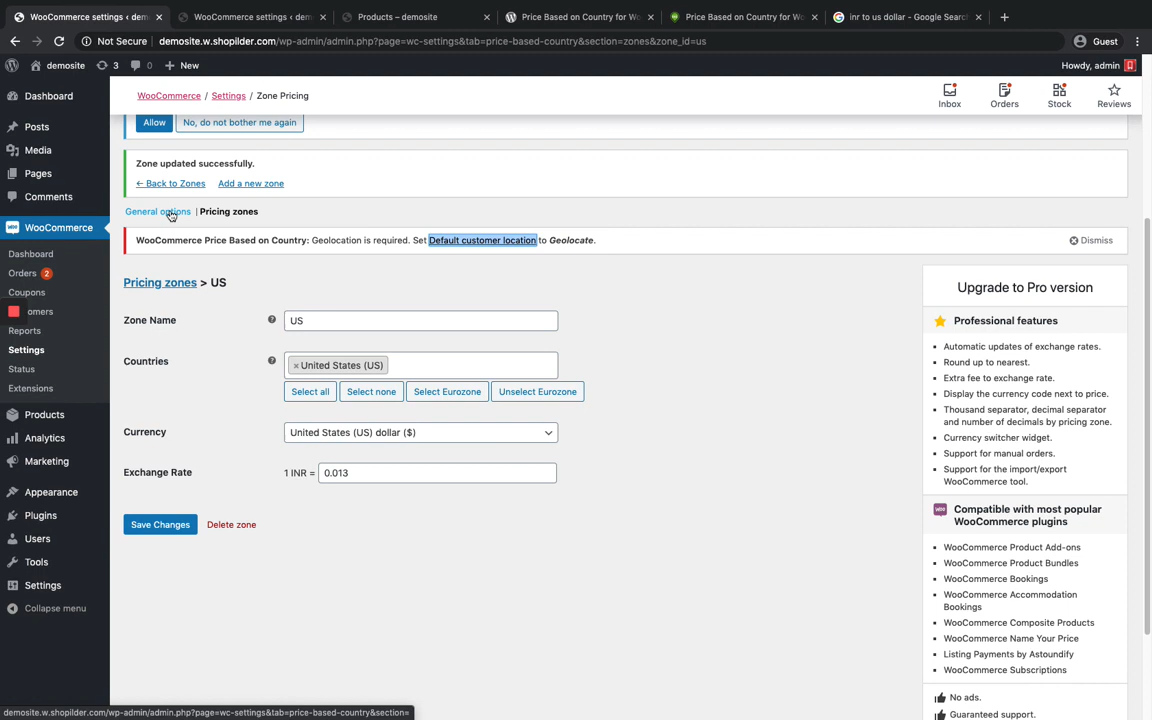 WooCommerce settings ‹ dem
WooCommerce settings ‹ dem
Products – demosite
Price Based on Country for Wo
Price Based on Country for Wo
inr to us dollar - Google Search
Not Secure
demosite.w.shopilder.com/wp-admin/admin.php?page=wc-settings&tab=price-based-country&section=zones&zone_id=us
Guest
demosite
3
0
+ New
Howdy, admin
WooCommerce / Settings / Zone Pricing
Inbox
Orders
Stock
Reviews
Dashboard
Posts
Media
Pages
Comments
WooCommerce
Dashboard
Orders 2
Coupons
omers
Reports
Settings
Status
Extensions
Products
Analytics
Marketing
Appearance
Plugins
Users
Tools
Settings
Collapse menu
Allow
No, do not bother me again
Zone updated successfully.
← Back to Zones
Add a new zone
General options | Pricing zones
WooCommerce Price Based on Country: Geolocation is required. Set Default customer location to Geolocate.
Dismiss
Pricing zones > US
Zone Name
US
Countries
×United States (US)
Select all
Select none
Select Eurozone
Unselect Eurozone
Currency
United States (US) dollar ($)
Exchange Rate
1 INR =
0.013
Save Changes
Delete zone
Upgrade to Pro version
Professional features
Automatic updates of exchange rates.
Round up to nearest.
Extra fee to exchange rate.
Display the currency code next to price.
Thousand separator, decimal separator
and number of decimals by pricing zone.
Currency switcher widget.
Support for manual orders.
Support for the import/export
WooCommerce tool.
Compatible with most popular
WooCommerce plugins
WooCommerce Product Add-ons
WooCommerce Product Bundles
WooCommerce Bookings
WooCommerce Accommodation
Bookings
WooCommerce Composite Products
WooCommerce Name Your Price
Listing Payments by Astoundify
WooCommerce Subscriptions
No ads.
Guaranteed support.
demosite.w.shopilder.com/wp-admin/admin.php?page=wc-settings&tab=price-based-country&section=